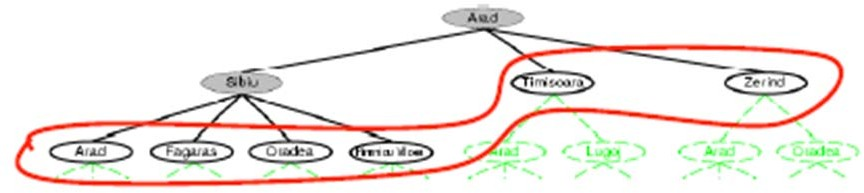 Arad
Sibiu Timisoara Zerind
Arad Fagaras Oradea Rimnicu Vilcea Arad Lugoj Arad Oradea